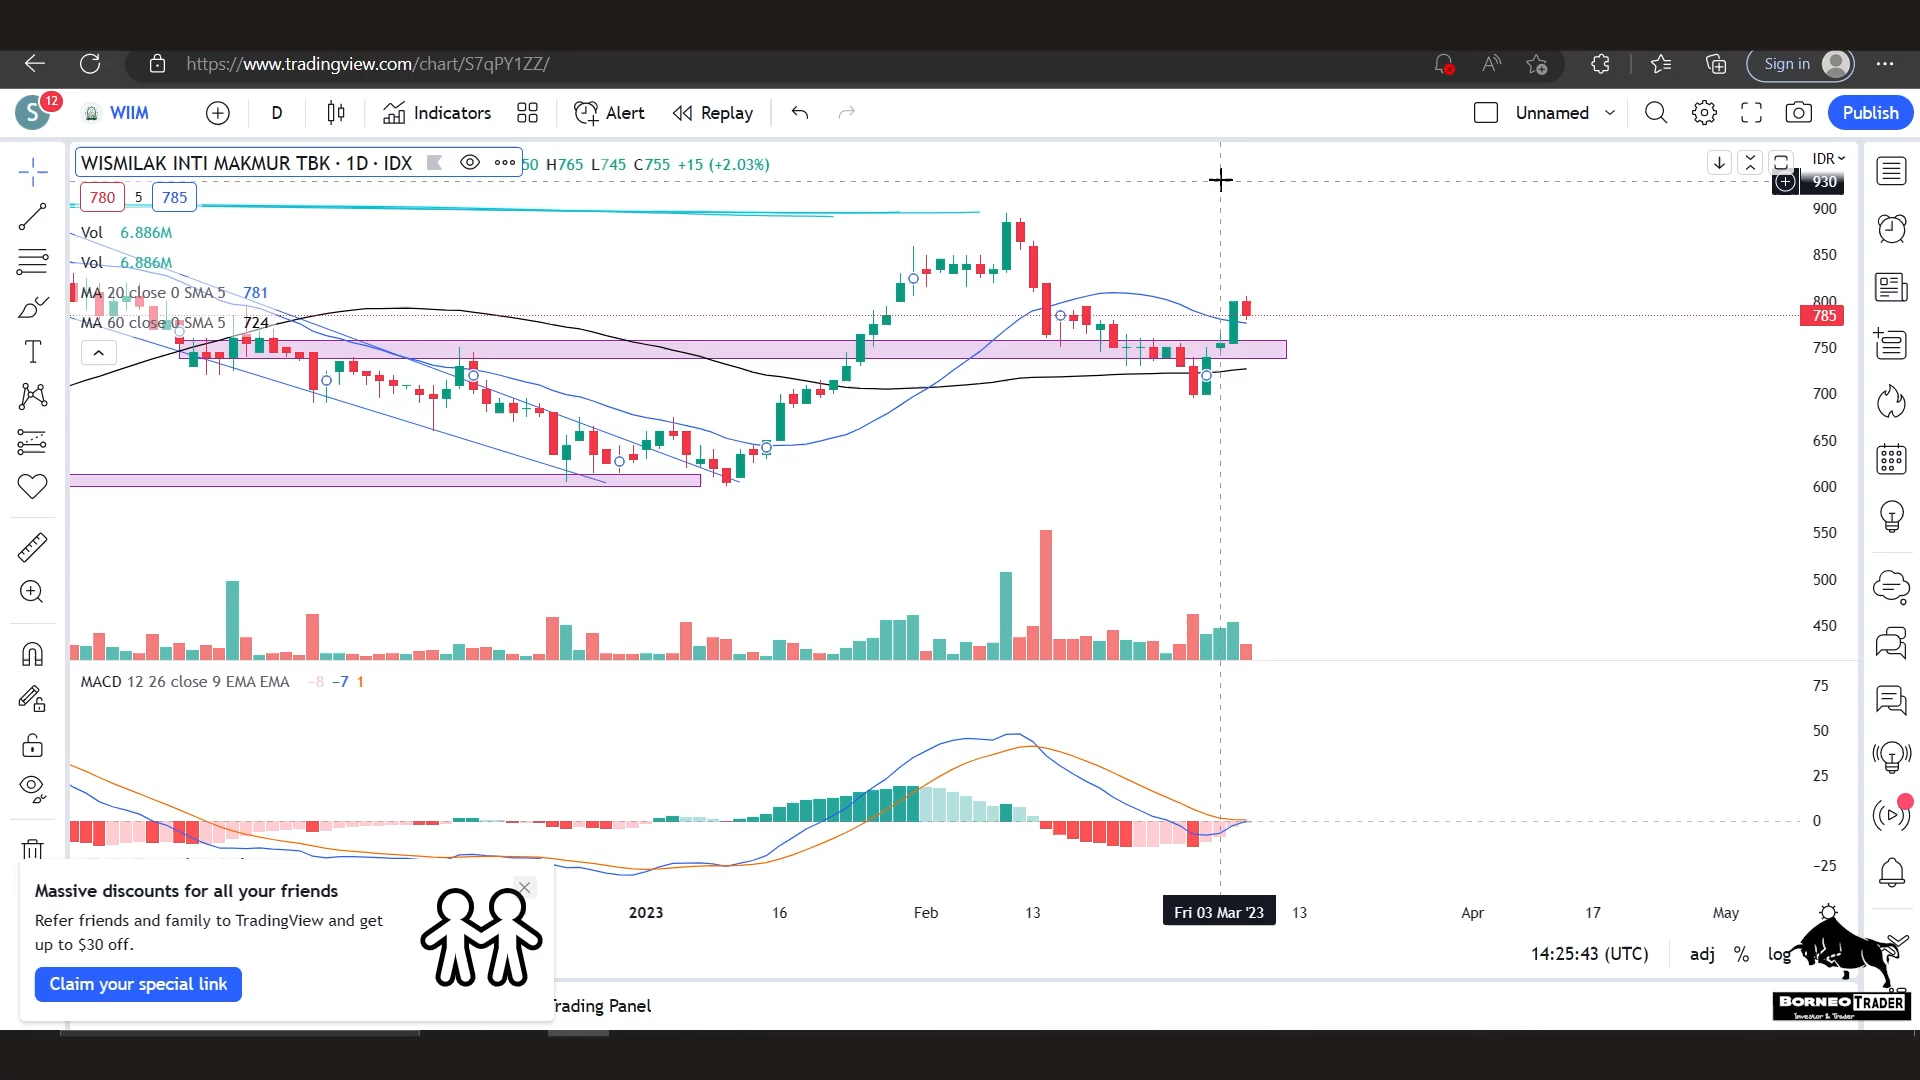 https://www.tradingview.com/chart/S7qPY1ZZ/
Sign in
S 12 WIIM D Indicators Alert Replay Unnamed Publish
WISMILAK INTI MAKMUR TBK · 1D · IDX 50 H765 L745 C755 +15 (+2.03%)
IDR
780 5 785
930
900
Vol 6.886M
850
Vol 6.886M
MA 20 close 0 SMA 5 781
800
785
MA 60 close 0 SMA 5 724
750
700
650
600
550
500
450
MACD 12 26 close 9 EMA EMA −8 −7 1
75
50
25
0
−25
2023 16 Feb 13 Fri 03 Mar '23 13 Apr 17 May
14:25:43 (UTC) adj % log
Massive discounts for all your friends
Refer friends and family to TradingView and get
up to $30 off.
Claim your special link
Trading Panel
BORNEO TRADER
Investor & Trader